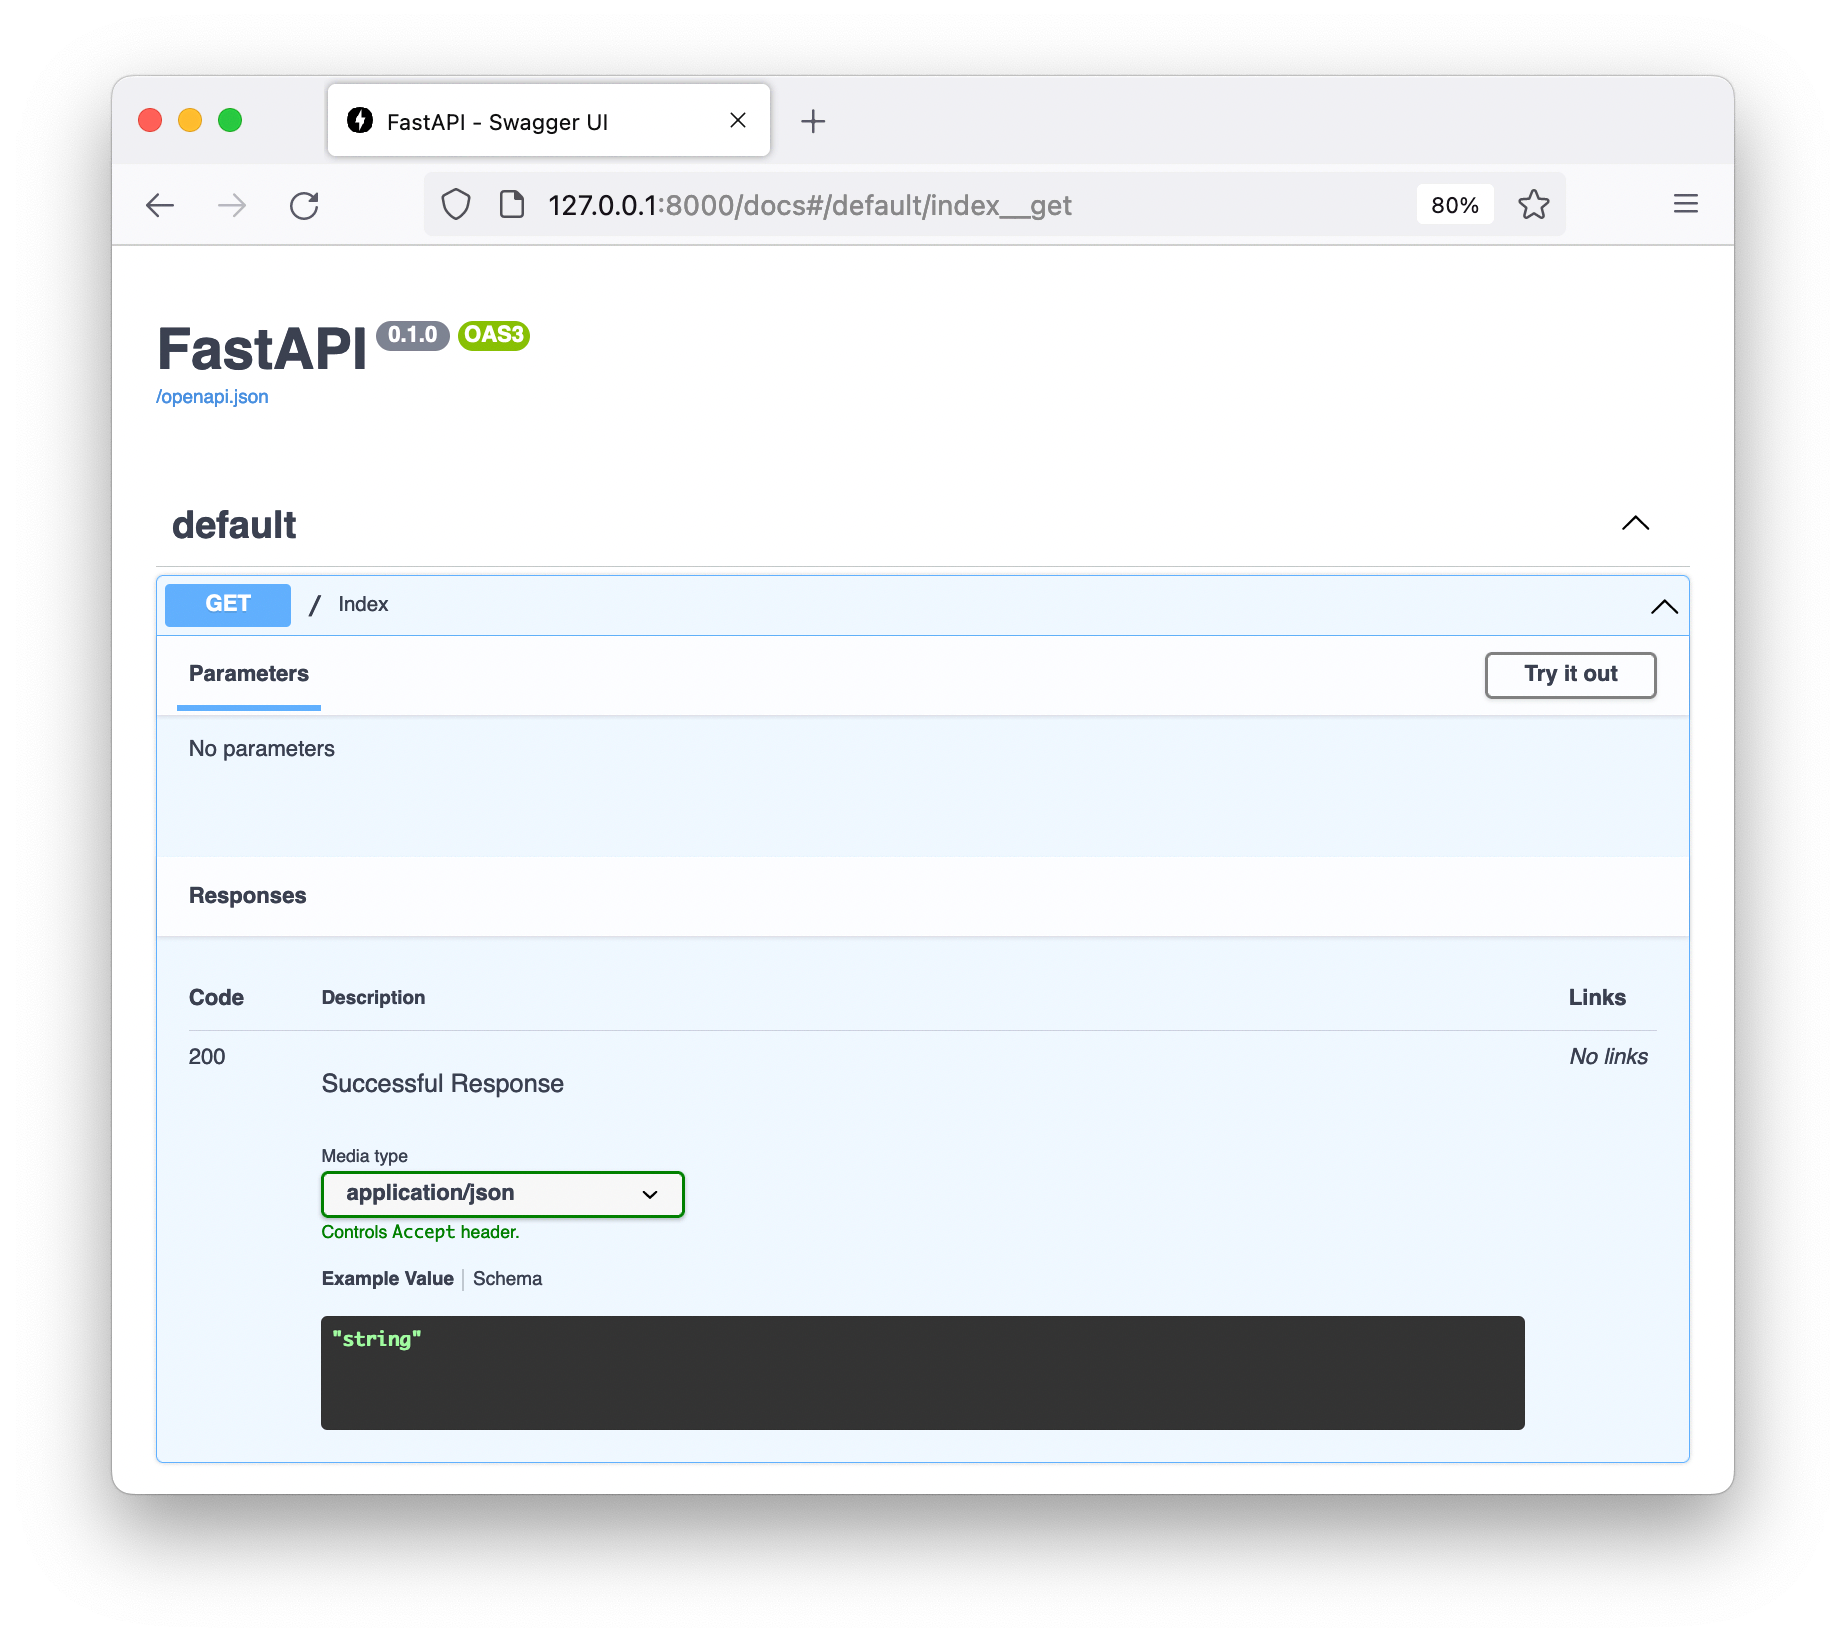 FastAPI - Swagger UI
127.0.0.1:8000/docs#/default/index__get
80%
FastAPI 0.1.0 OAS3
/openapi.json
default
GET / Index
Parameters
Try it out
No parameters
Responses
Code Description Links
200 No links
Successful Response
Media type
application/json
Controls Accept header.
Example Value Schema
"string"